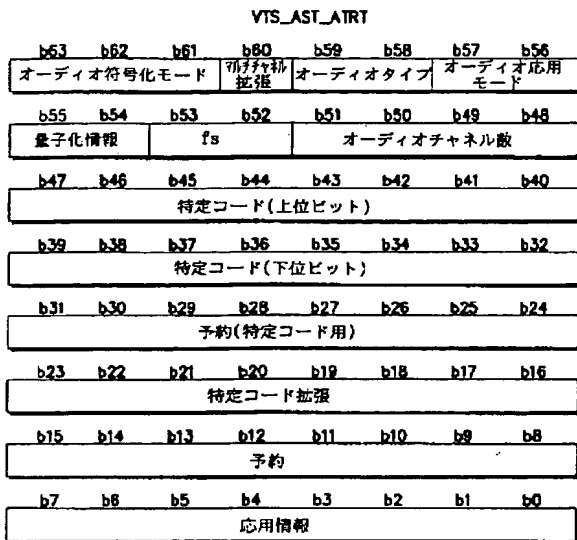 VTS_AST_ATRT
b63 b62 b61 b60 b59 b58 b57 b56
オーディオ符号化モード マルチチャネル拡張 オーディオタイプ オーディオ応用モード
b55 b54 b53 b52 b51 b50 b49 b48
量子化情報 fs オーディオチャネル数
b47 b46 b45 b44 b43 b42 b41 b40
特定コード(上位ビット)
b39 b38 b37 b36 b35 b34 b33 b32
特定コード(下位ビット)
b31 b30 b29 b28 b27 b26 b25 b24
予約(特定コード用)
b23 b22 b21 b20 b19 b18 b17 b16
特定コード拡張
b15 b14 b13 b12 b11 b10 b9 b8
予約
b7 b6 b5 b4 b3 b2 b1 b0
応用情報